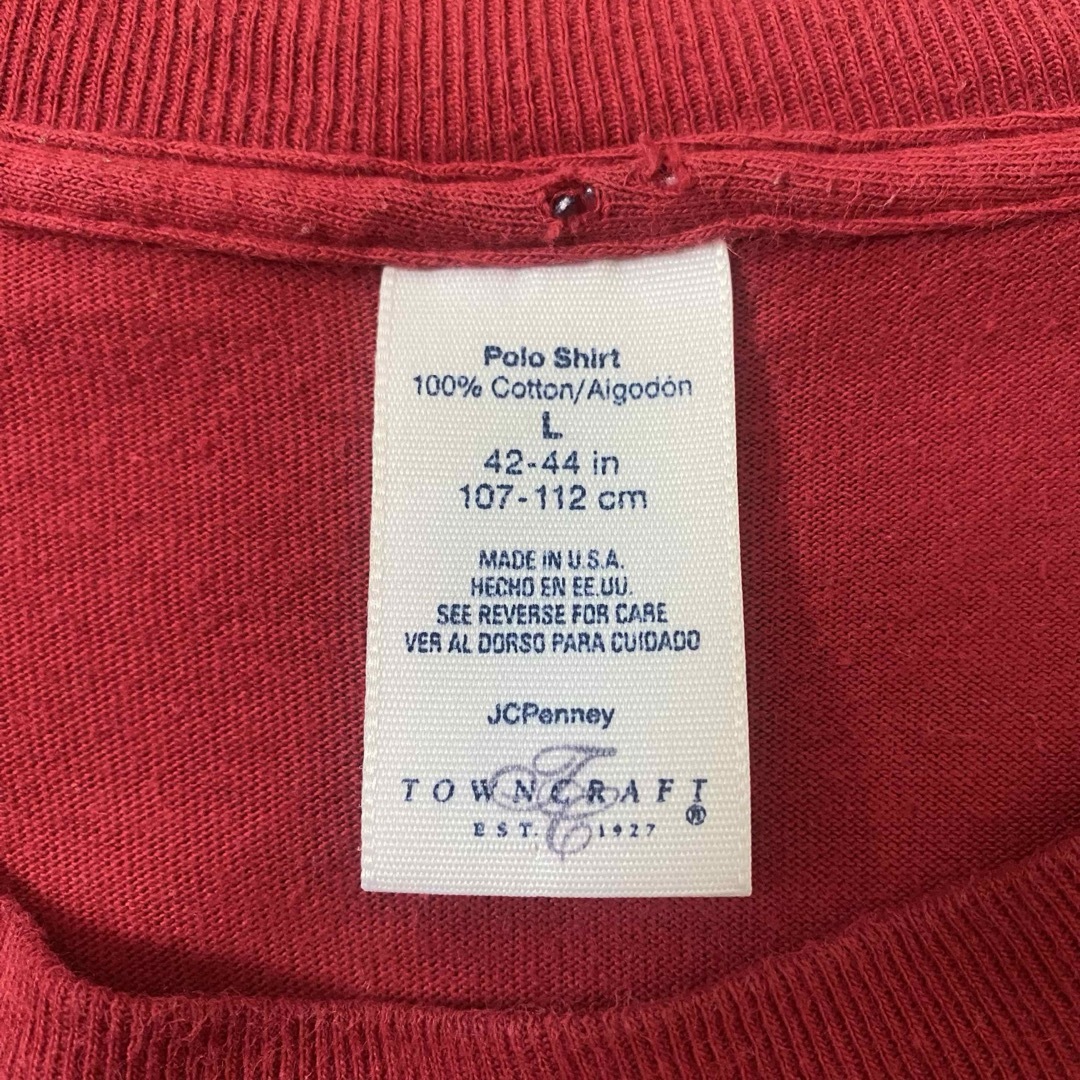 Polo Shirt
100% Cotton/Algodón
L
42-44 in
107-112 cm
MADE IN U.S.A.
HECHO EN EE.UU.
SEE REVERSE FOR CARE
VER AL DORSO PARA CUIDADO
JCPenney
TOWNCRAFT®
EST. 1927